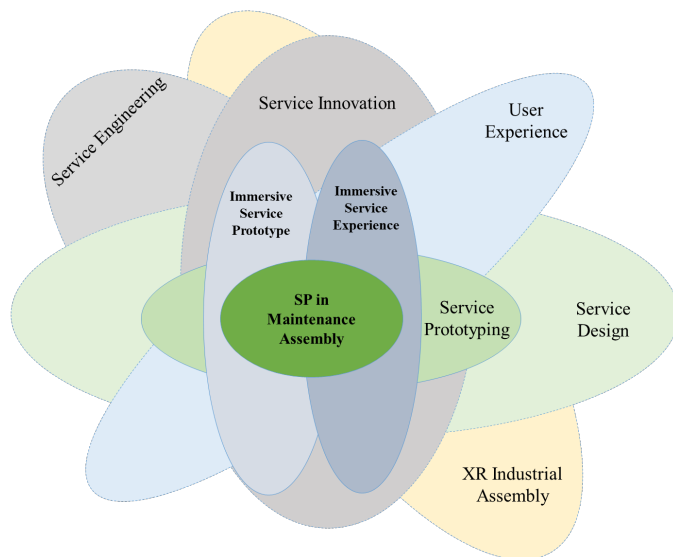 Service Engineering
Service Innovation
User
Experience
Immersive
Service
Prototype
Immersive
Service
Experience
SP in
Maintenance
Assembly
Service
Prototyping
Service
Design
XR Industrial
Assembly